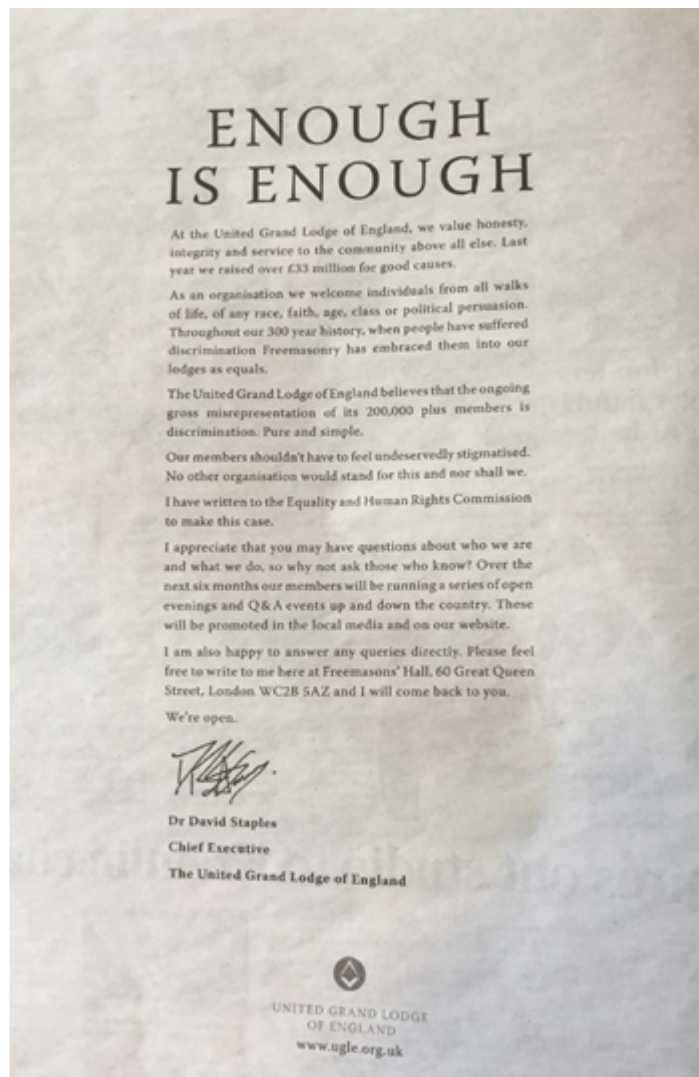 ENOUGH
IS ENOUGH
At the United Grand Lodge of England, we value honesty,
integrity and service to the community above all else. Last
year we raised over £33 million for good causes.
As an organisation we welcome individuals from all walks
of life, of any race, faith, age, class or political persuasion.
Throughout our 300 year history, when people have suffered
discrimination Freemasonry has embraced them into our
lodges as equals.
The United Grand Lodge of England believes that the ongoing
gross misrepresentation of its 200,000 plus members is
discrimination. Pure and simple.
Our members shouldn't have to feel undeservedly stigmatised.
No other organisation would stand for this and nor shall we.
I have written to the Equality and Human Rights Commission
to make this case.
I appreciate that you may have questions about who we are
and what we do, so why not ask those who know? Over the
next six months our members will be running a series of open
evenings and Q&A events up and down the country. These
will be promoted in the local media and on our website.
I am also happy to answer any queries directly. Please feel
free to write to me here at Freemasons' Hall, 60 Great Queen
Street, London WC2B 5AZ and I will come back to you.
We're open.
Dr David Staples
Chief Executive
The United Grand Lodge of England
UNITED GRAND LODGE
OF ENGLAND
www.ugle.org.uk